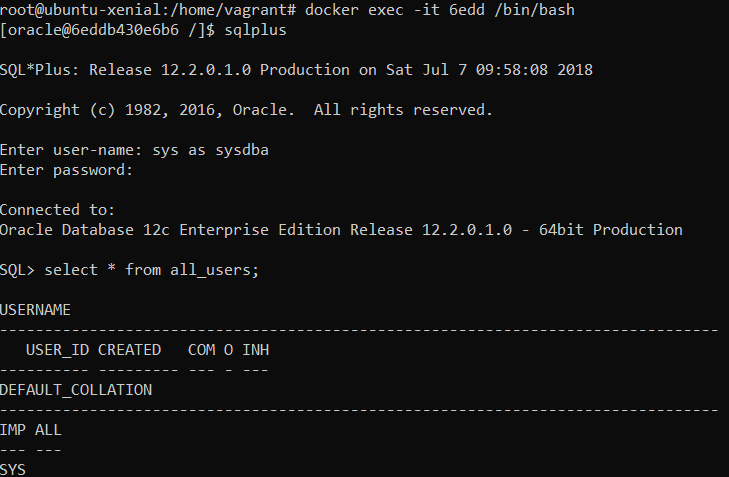 root@ubuntu-xenial:/home/vagrant# docker exec -it 6edd /bin/bash
[oracle@6eddb430e6b6 /]$ sqlplus
SQL*Plus: Release 12.2.0.1.0 Production on Sat Jul 7 09:58:08 2018
Copyright (c) 1982, 2016, Oracle.  All rights reserved.
Enter user-name: sys as sysdba
Enter password:
Connected to:
Oracle Database 12c Enterprise Edition Release 12.2.0.1.0 - 64bit Production
SQL> select * from all_users;
USERNAME
--------------------------------------------------------------------------------
   USER_ID CREATED   COM O INH
---------- --------- --- - ---
DEFAULT_COLLATION
--------------------------------------------------------------------------------
IMP ALL
--- ---
SYS